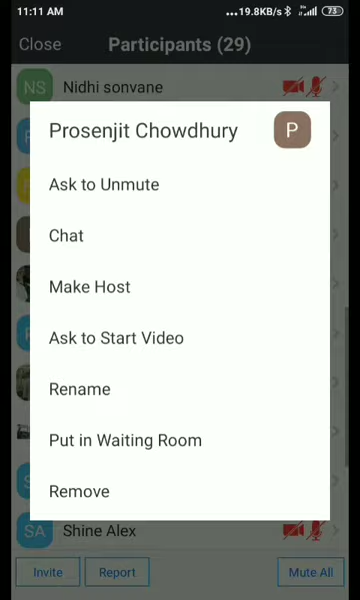 11:11 AM
...19.8KB/s
73
Close
Participants (29)
NS
Nidhi sonvane
Prosenjit Chowdhury
P
Ask to Unmute
Chat
Make Host
Ask to Start Video
Rename
Put in Waiting Room
Remove
SA
Shine Alex
Invite
Report
Mute All